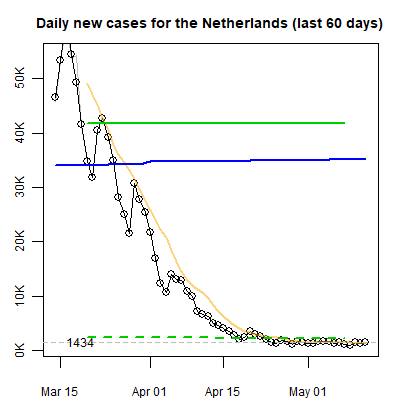 Daily new cases for the Netherlands (last 60 days)
50K
40K
30K
20K
10K
0K
1434
Mar 15 Apr 01 Apr 15 May 01